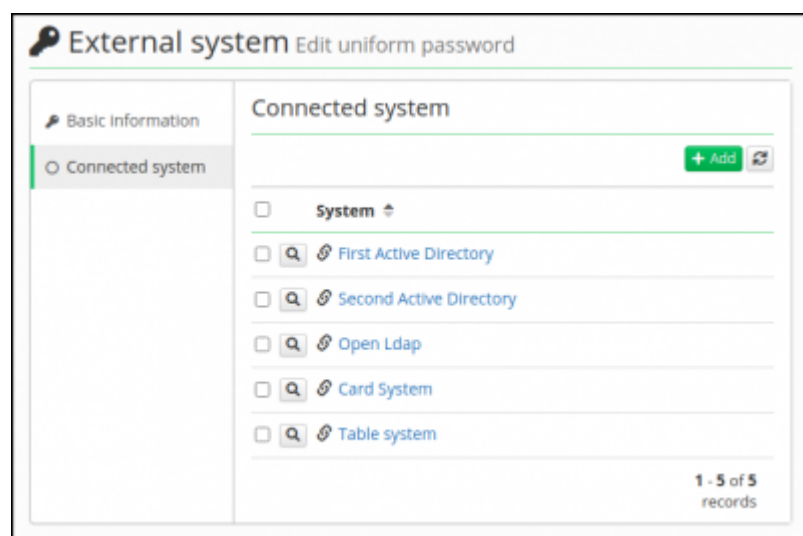 External system Edit uniform password
Basic information
Connected system
Connected system
+ Add
System
First Active Directory
Second Active Directory
Open Ldap
Card System
Table system
1 - 5 of 5
records